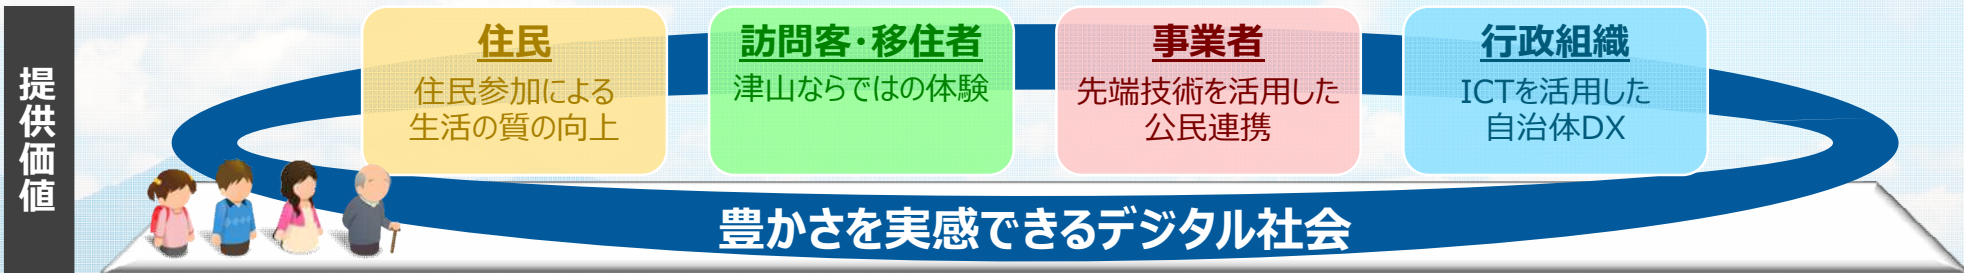 提供価値
住民
住民参加による
生活の質の向上
訪問客・移住者
津山ならではの体験
事業者
先端技術を活用した
公民連携
行政組織
ICTを活用した
自治体DX
豊かさを実感できるデジタル社会